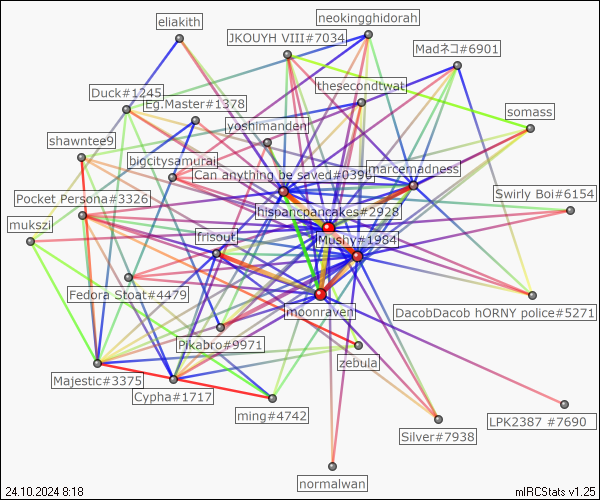 eliakith
neokingghidorah
JKOUYH VIII#7034
Madネコ#6901
thesecondtwat
Duck#1245
Eg.Master#1378
somass
yoshimanden
shawntee9
bigcitysamurai
marcemadness
Can anything be saved#0396
Swirly Boi#6154
Pocket Persona#3326
hispancpancakes#2928
mukszi
frisout
Mushy#1984
Fedora Stoat#4479
moonraven
DacobDacob hORNY police#5271
Pikabro#9971
zebula
Majestic#3375
Cypha#1717
ming#4742
LPK2387 #7690
Silver#7938
normalwan
24.10.2024 8:18
mIRCStats v1.25